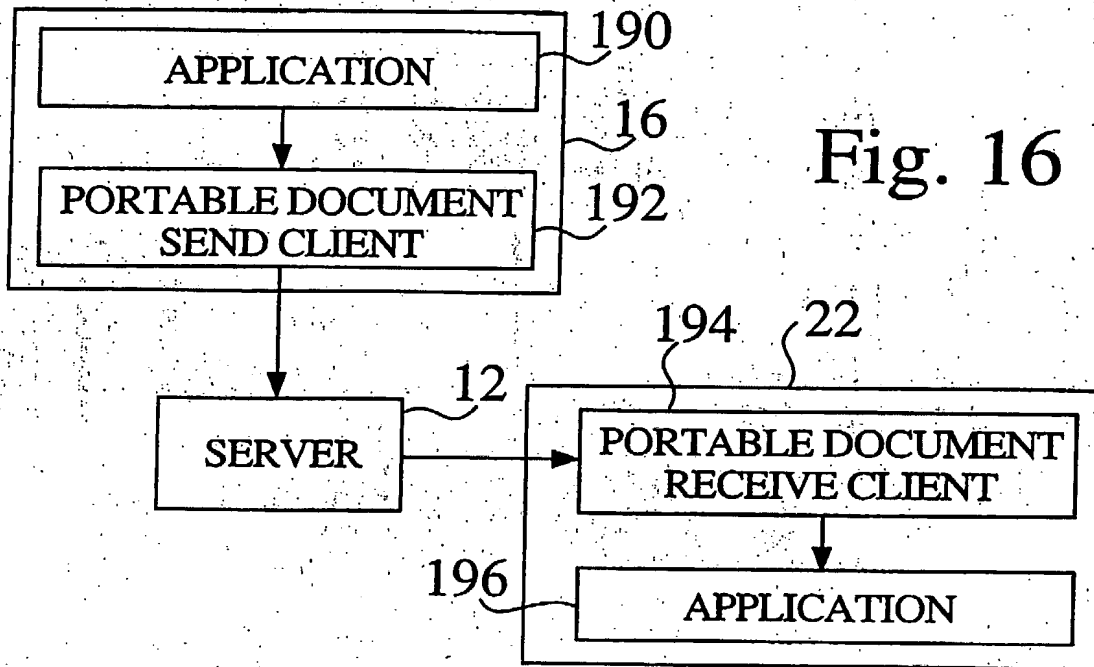 190
APPLICATION
16
Fig. 16
PORTABLE DOCUMENT
SEND CLIENT
192
194
22
12
SERVER
PORTABLE DOCUMENT
RECEIVE CLIENT
196
APPLICATION